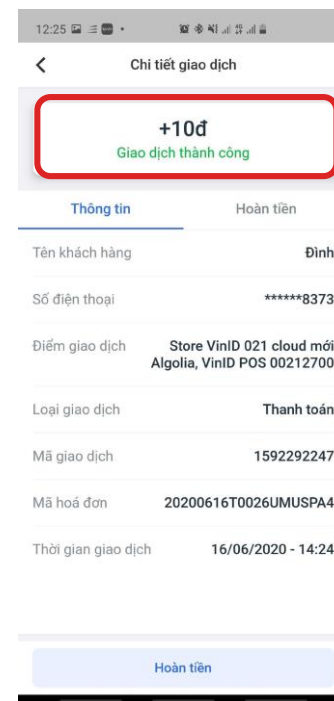 12:25
Chi tiết giao dịch
+10đ
Giao dịch thành công
Thông tin Hoàn tiền
Tên khách hàng Đình
Số điện thoại ******8373
Điểm giao dịch Store VinID 021 cloud mới
Algolia, VinID POS 00212700
Loại giao dịch Thanh toán
Mã giao dịch 1592292247
Mã hoá đơn 20200616T0026UMUSPA4
Thời gian giao dịch 16/06/2020 - 14:24
Hoàn tiền